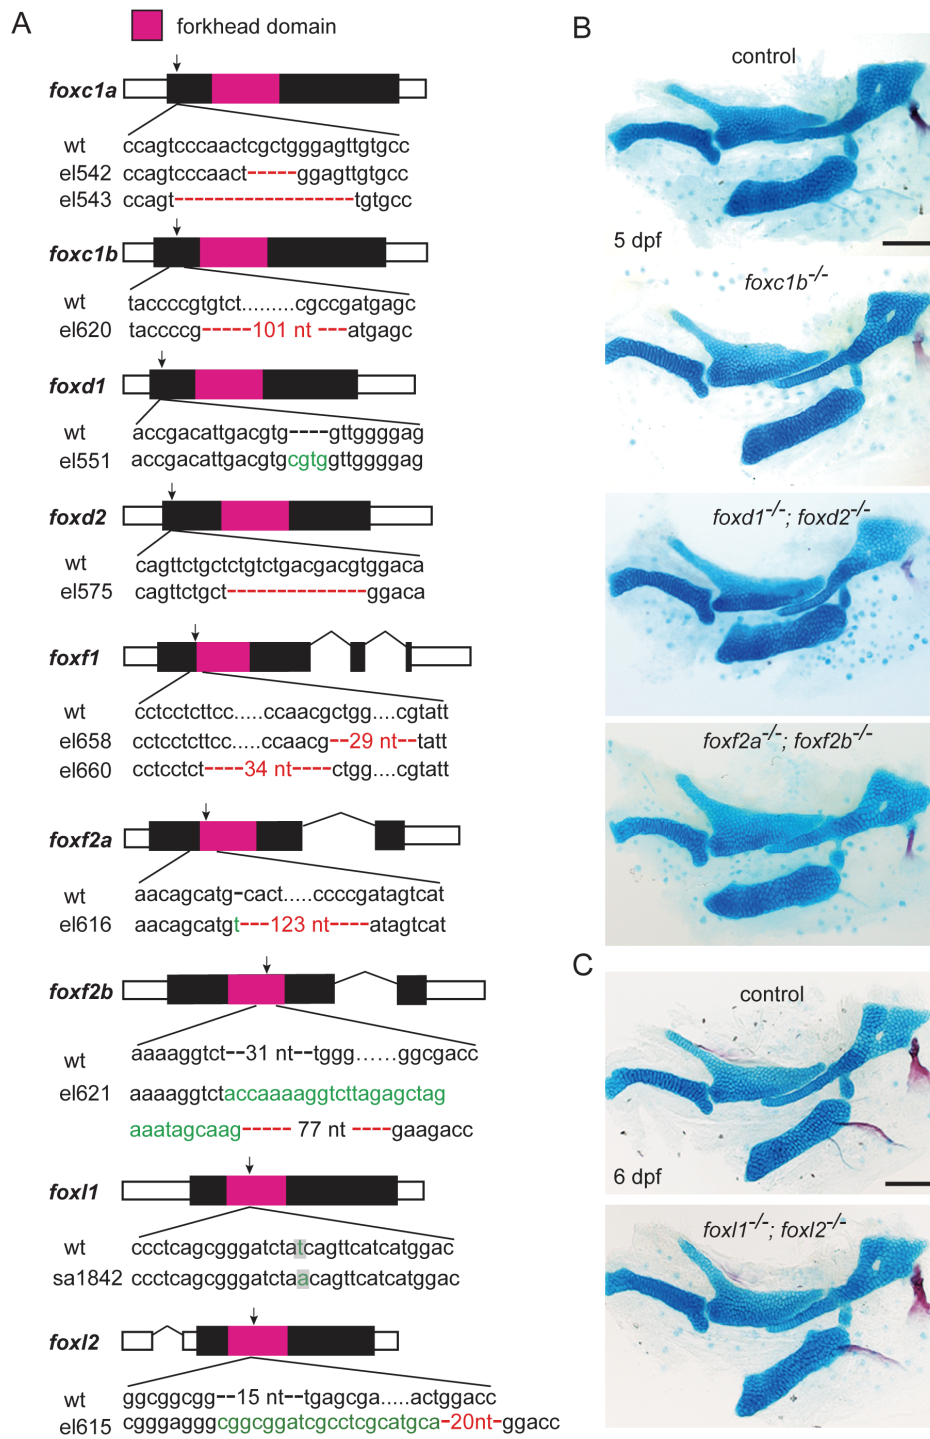 A
forkhead domain
foxc1a
wt ccagtcccaactcgctgggagttgtgcc
el542 ccagtcccaact-----ggagttgtgcc
el543 ccagt------------------tgtgcc
foxc1b
wt taccccgtgtct.........cgccgatgagc
el620 taccccg-----101 nt ---atgagc
foxd1
wt accgacattgacgtg----gttggggag
el551 accgacattgacgtgcgtggttggggag
foxd2
wt cagttctgctctgtctgacgacgtggaca
el575 cagttctgct--------------ggaca
foxf1
wt cctcctcttcc.....ccaacgctgg....cgtatt
el658 cctcctcttcc.....ccaacg--29 nt--tatt
el660 cctcctct----34 nt----ctgg....cgtatt
foxf2a
wt aacagcatg-cact.....ccccgatagtcat
el616 aacagcatgt---123 nt----atagtcat
foxf2b
wt aaaaggtct--31 nt--tggg......ggcgacc
el621 aaaaggtctaccaaaaggtcttagagctag
aaatagcaag----- 77 nt ----gaagacc
foxl1
wt ccctcagcgggatctatcagttcatcatggac
sa1842 ccctcagcgggatctaacagttcatcatggac
foxl2
wt ggcggcgg--15 nt--tgagcga.....actggacc
el615 cgggagggcggcggatcgcctcgcatgca-20nt-ggacc
B
control
5 dpf
foxc1b-/-
foxd1-/-; foxd2-/-
foxf2a-/-; foxf2b-/-
C
control
6 dpf
foxl1-/-; foxl2-/-